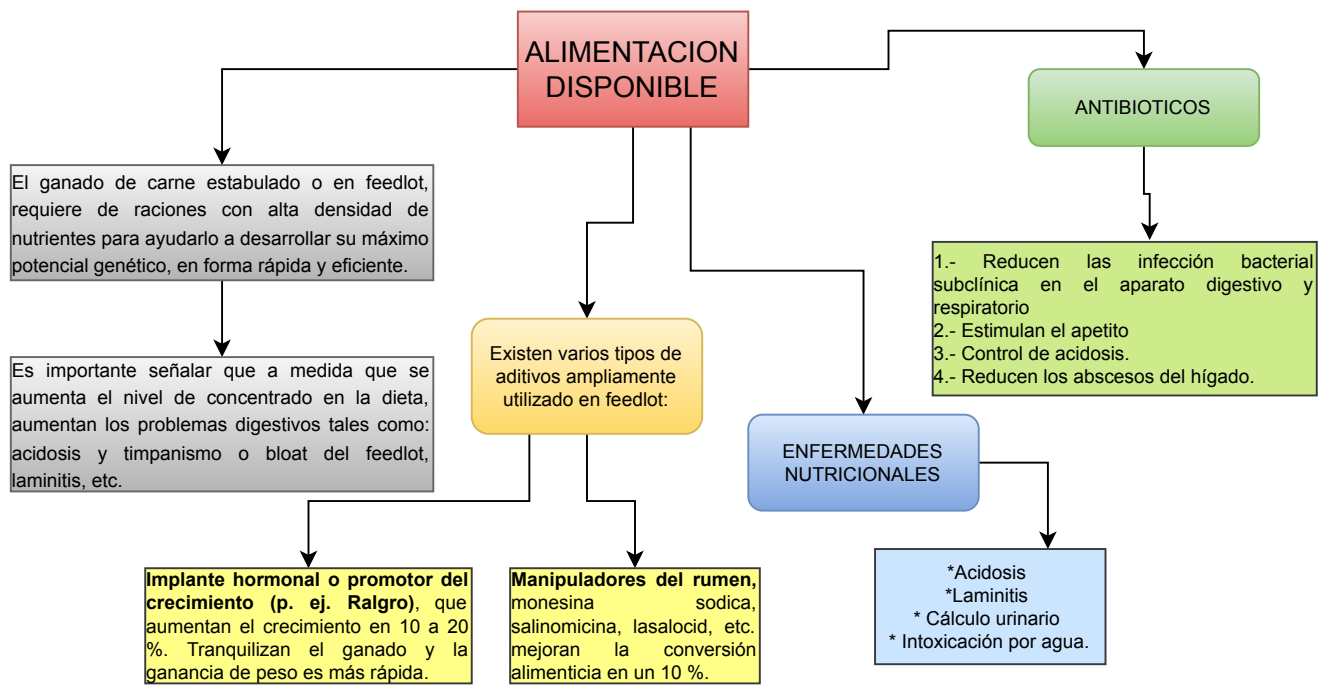 ALIMENTACION
DISPONIBLE
ANTIBIOTICOS
El ganado de carne estabulado o en feedlot,
requiere de raciones con alta densidad de
nutrientes para ayudarlo a desarrollar su máximo
potencial genético, en forma rápida y eficiente.
1.- Reducen las infección bacterial
subclínica en el aparato digestivo y
respiratorio
2.- Estimulan el apetito
3.- Control de acidosis.
4.- Reducen los abscesos del hígado.
Es importante señalar que a medida que se
aumenta el nivel de concentrado en la dieta,
aumentan los problemas digestivos tales como:
acidosis y timpanismo o bloat del feedlot,
laminitis, etc.
Existen varios tipos de
aditivos ampliamente
utilizado en feedlot:
ENFERMEDADES
NUTRICIONALES
Implante hormonal o promotor del
crecimiento (p. ej. Ralgro), que
aumentan el crecimiento en 10 a 20
%. Tranquilizan el ganado y la
ganancia de peso es más rápida.
Manipuladores del rumen,
monesina sodica,
salinomicina, lasalocid, etc.
mejoran la conversión
alimenticia en un 10 %.
*Acidosis
*Laminitis
* Cálculo urinario
* Intoxicación por agua.